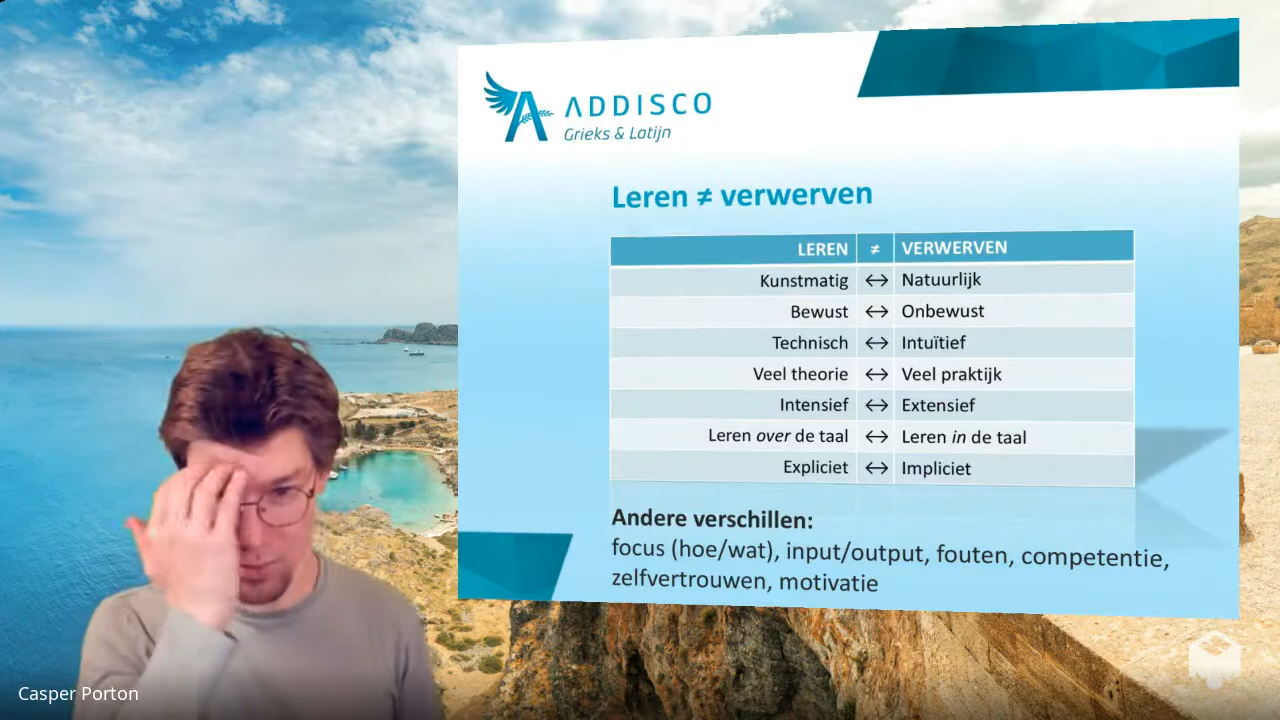 ADDISCO
Grieks & Latijn
Leren ≠ verwerven
LEREN ≠ VERWERVEN
Kunstmatig ↔ Natuurlijk
Bewust ↔ Onbewust
Technisch ↔ Intuïtief
Veel theorie ↔ Veel praktijk
Intensief ↔ Extensief
Leren over de taal ↔ Leren in de taal
Expliciet ↔ Impliciet
Andere verschillen:
focus (hoe/wat), input/output, fouten, competentie,
zelfvertrouwen, motivatie
Casper Porton